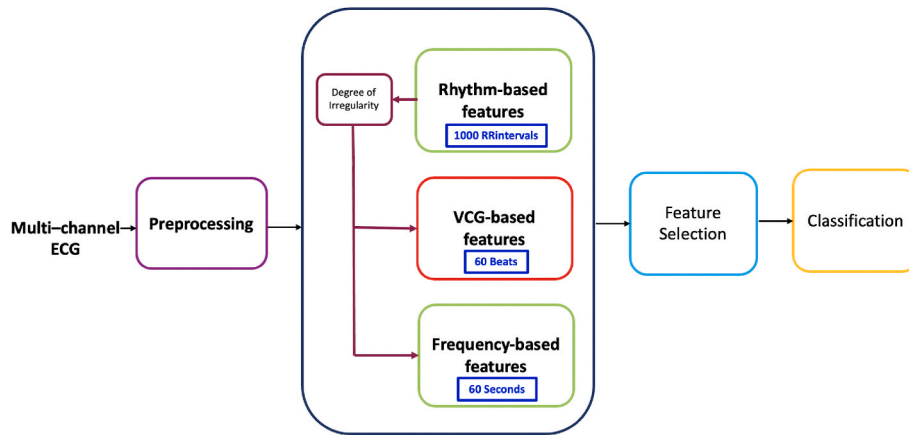 Multi–channel
ECG
Preprocessing
Degree of
Irregularity
Rhythm-based
features
1000 RRintervals
VCG-based
features
60 Beats
Frequency-based
features
60 Seconds
Feature
Selection
Classification